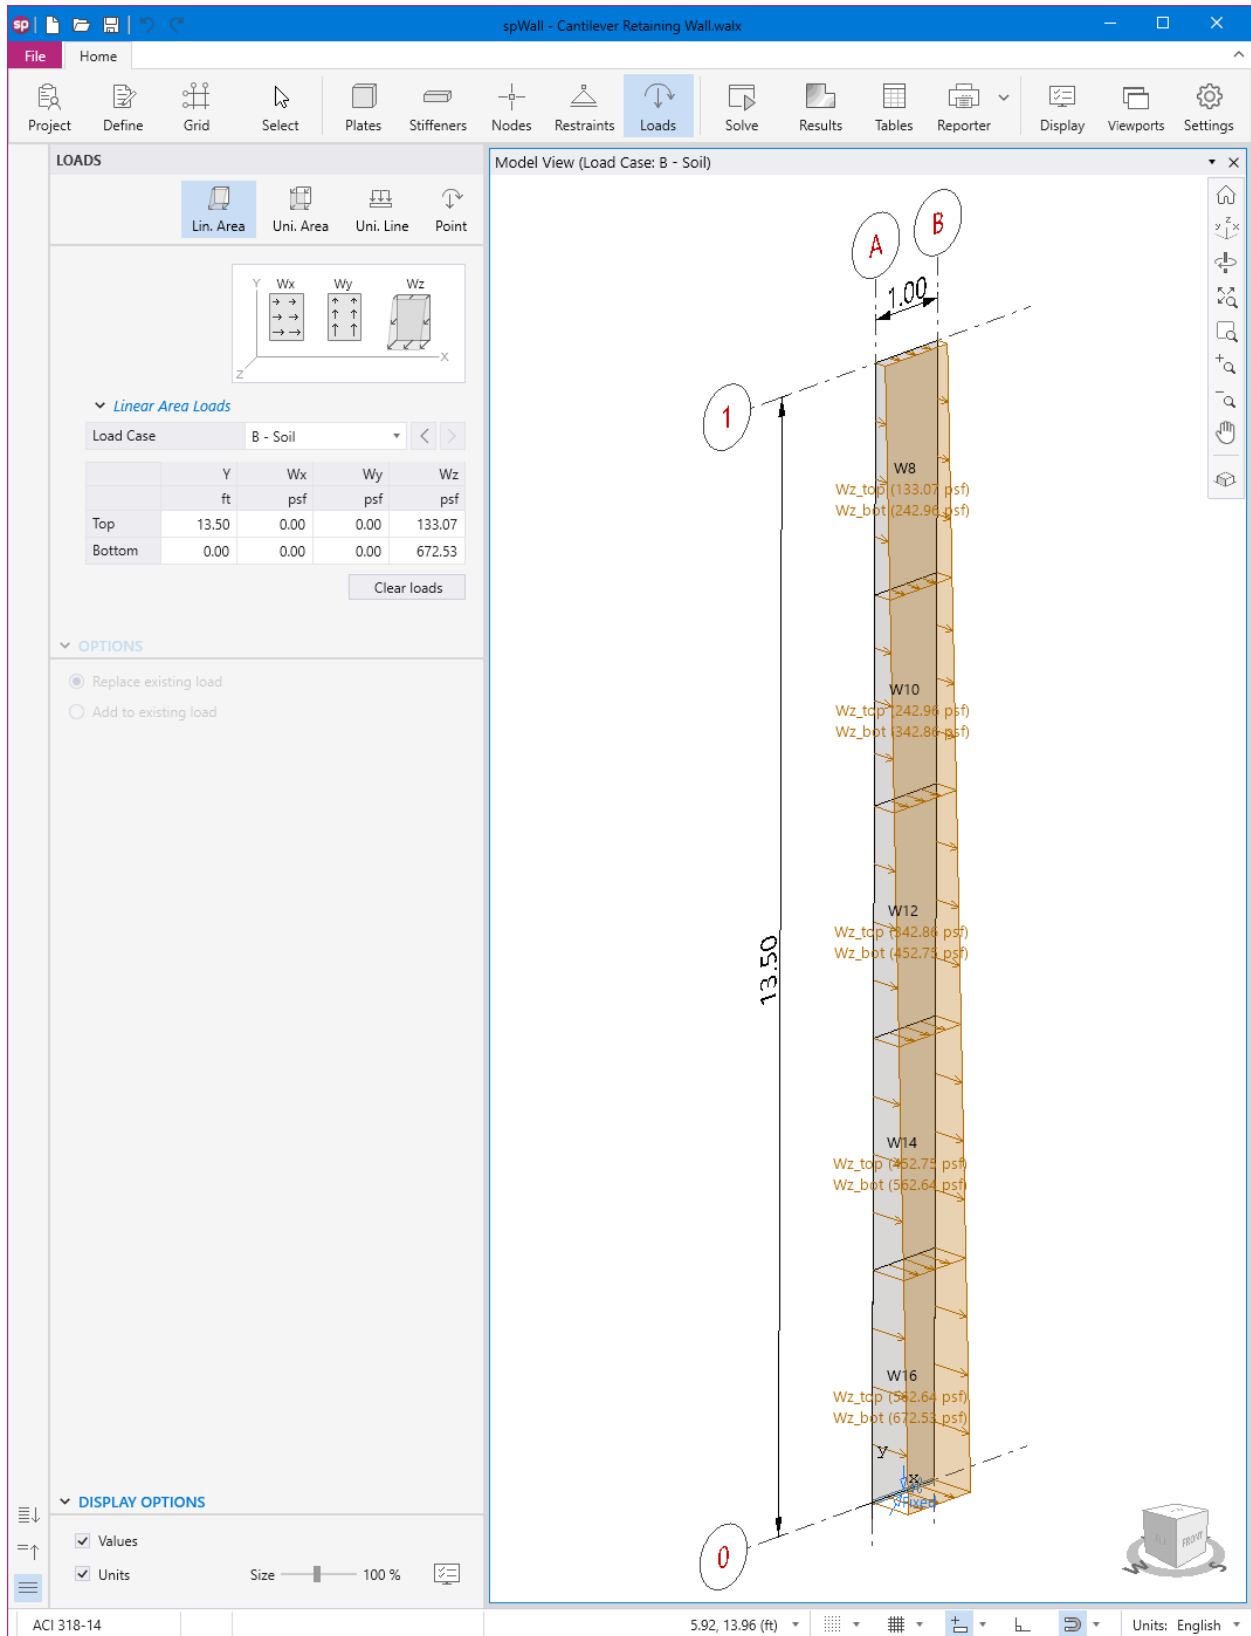 sp
spWall - Cantilever Retaining Wall.walx
File
Home
Project
Define
Grid
Select
Plates
Stiffeners
Nodes
Restraints
Loads
Solve
Results
Tables
Reporter
Display
Viewports
Settings
LOADS
Lin. Area
Uni. Area
Uni. Line
Point
Y
Wx
Wy
Wz
X
Z
Linear Area Loads
Load Case
B - Soil
Y Wx Wy Wz
ft psf psf psf
Top 13.50 0.00 0.00 133.07
Bottom 0.00 0.00 0.00 672.53
Clear loads
OPTIONS
Replace existing load
Add to existing load
DISPLAY OPTIONS
Values
Units
Size
100 %
Model View (Load Case: B - Soil)
z
y x
A
B
1.00
1
13.50
W8
Wz_top (133.07 psf)
Wz_bot (242.96 psf)
W10
Wz_top (242.96 psf)
Wz_bot (342.86 psf)
W12
Wz_top (342.86 psf)
Wz_bot (452.75 psf)
W14
Wz_top (452.75 psf)
Wz_bot (562.64 psf)
W16
Wz_top (562.64 psf)
Wz_bot (672.53 psf)
y
x
Fixed
0
FRONT
W
S
ACI 318-14
5.92, 13.96 (ft)
Units: English